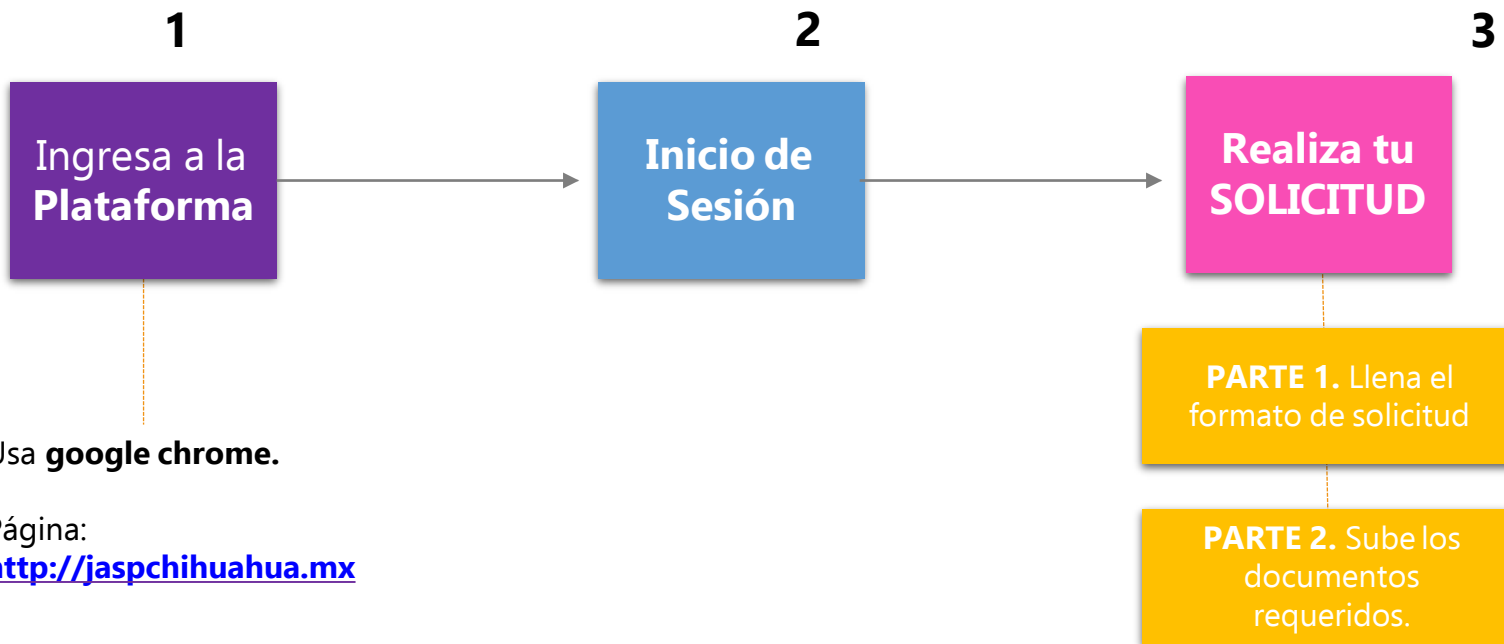 1
2
3
Ingresa a la
Plataforma
Inicio de
Sesión
Realiza tu
SOLICITUD
PARTE 1. Llena el
formato de solicitud
PARTE 2. Sube los
documentos
requeridos.
Usa google chrome.
Página:
http://jaspchihuahua.mx